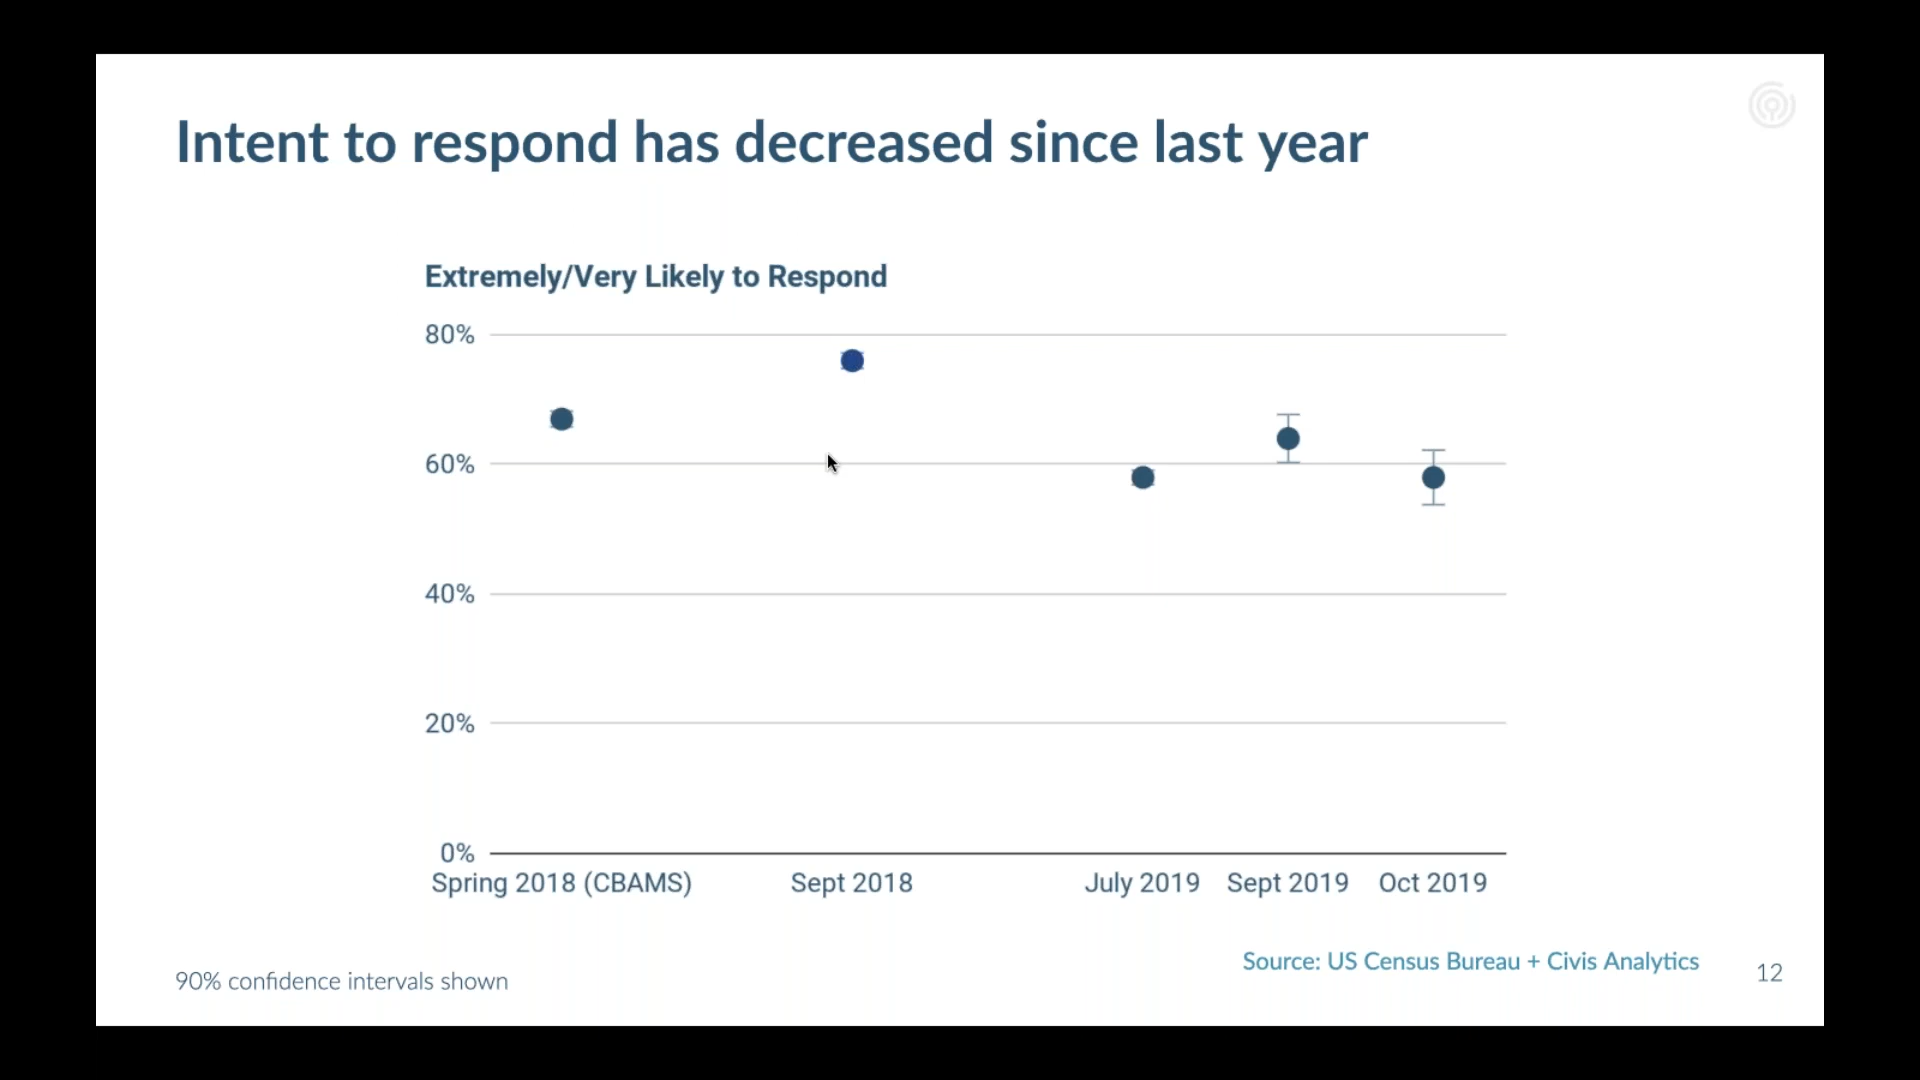 Intent to respond has decreased since last year
Extremely/Very Likely to Respond
80%
60%
40%
20%
0%
Spring 2018 (CBAMS) Sept 2018 July 2019 Sept 2019 Oct 2019
Source: US Census Bureau + Civis Analytics
90% confidence intervals shown
12